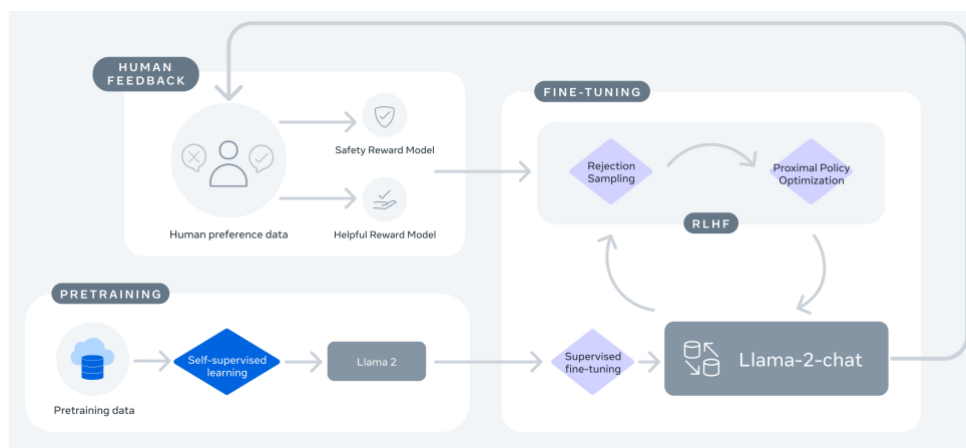 HUMAN
FEEDBACK
Human preference data
Safety Reward Model
Helpful Reward Model
FINE-TUNING
Rejection
Sampling
Proximal Policy
Optimization
RLHF
PRETRAINING
Pretraining data
Self-supervised
learning
Llama 2
Supervised
fine-tuning
Llama-2-chat